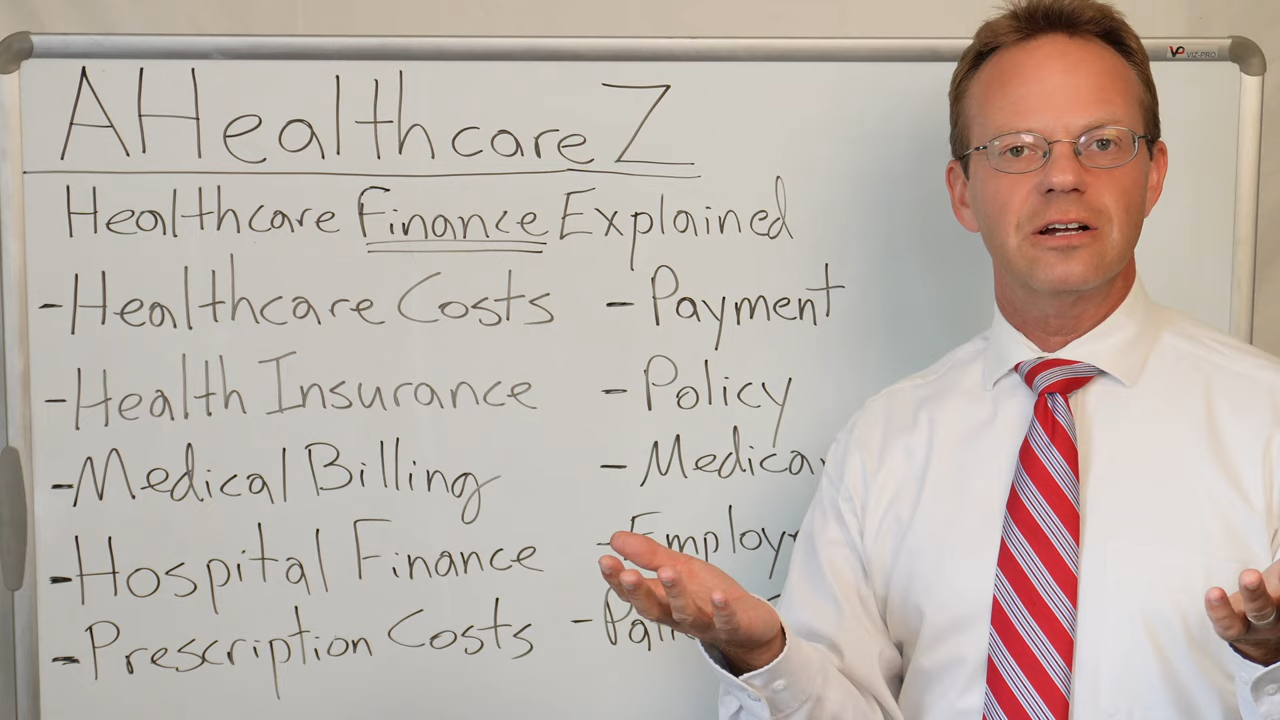 VIZ-PRO
AHealthcareZ
Healthcare Finance Explained
-Healthcare Costs
-Health Insurance
-Medical Billing
-Hospital Finance
-Prescription Costs
-Payment
-Policy